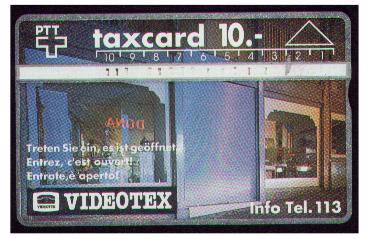 PTT
taxcard 10.-
10 9 8 7 6 5 4 3 2 1
Treten Sie ein, es ist geöffnet.
Entrez, c'est ouvert!
Entrate, è aperto!
VIDEOTEX
Info Tel. 113